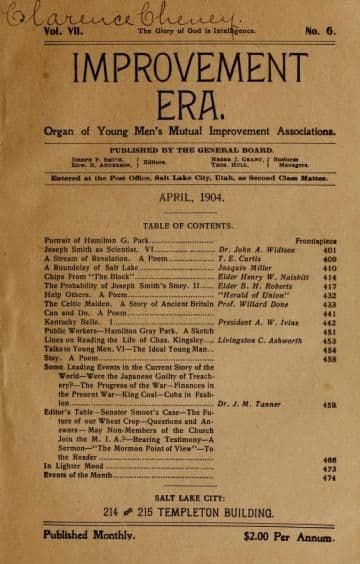 Clarence Cheney.
Vol. VII. The Glory of God is Intelligence. No. 6.
IMPROVEMENT
ERA.
Organ of Young Men's Mutual Improvement Associations.
PUBLISHED BY THE GENERAL BOARD.
Joseph F. Smith, Edw. H. Anderson, } Editors. Heber J. Grant, Thos. Hull, } Business Managers.
Entered at the Post Office, Salt Lake City, Utah, as Second Class Matter.
APRIL, 1904.
TABLE OF CONTENTS.
Portrait of Hamilton G. Park Frontispiece
Joseph Smith as Scientist. VI Dr. John A. Widtsoe 401
A Stream of Revelation. A Poem T. E. Curtis 409
A Roundelay of Salt Lake Joaquin Miller 410
Chips From "The Block" Elder Henry W. Naisbitt 414
The Probability of Joseph Smith's Story. II Elder B. H. Roberts 417
Help Others. A Poem "Herald of Union" 432
The Celtic Maiden. A Story of Ancient Britain Prof. Willard Done 433
Can and Do. A Poem 441
Kentucky Belle. I President A. W. Ivins 442
Public Workers—Hamilton Gray Park. A Sketch 451
Lines on Reading the Life of Chas. Kingsley Livingston C. Ashworth 453
Talks to Young Men. VI—The Ideal Young Man 454
Stay. A Poem 458
Some Leading Events in the Current Story of the
World—Were the Japanese Guilty of Treach-
ery?—The Progress of the War—Finances in
the Present War—King Coal—Cuba in Fash-
ion Dr. J. M. Tanner 459
Editor's Table—Senator Smoot's Case—The Fu-
ture of our Wheat Crop—Questions and An-
swers—May Non-Members of the Church
Join the M. I. A.?—Bearing Testimony—A
Sermon—"The Mormon Point of View"—To
the Reader 466
In Lighter Mood 473
Events of the Month 474
SALT LAKE CITY:
214 AND 215 TEMPLETON BUILDING.
Published Monthly. $2.00 Per Annum.